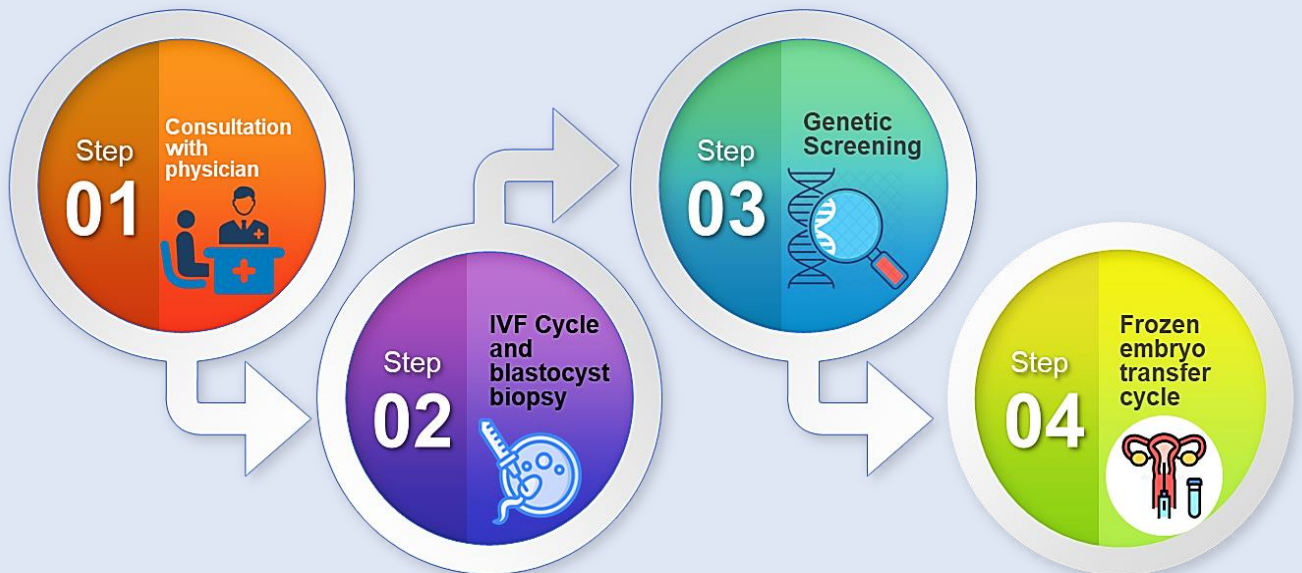 Step
01
Consultation
with
physician
Step
02
IVF Cycle
and
blastocyst
biopsy
Step
03
Genetic
Screening
Step
04
Frozen
embryo
transfer
cycle